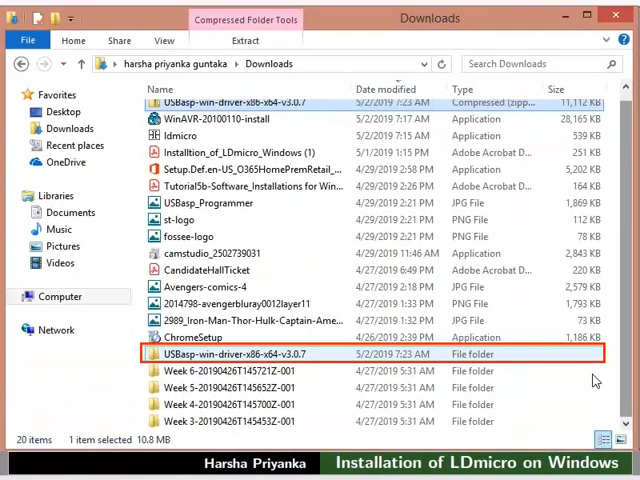 Compressed Folder Tools
Downloads
File Home Share View Extract
harsha priyanka guntaka Downloads Search Downloads
Name Date modified Type Size
Favorites
Desktop
Downloads
Recent places
OneDrive
Libraries
Documents
Music
Pictures
Videos
Computer
Network
USBasp-win-driver-x86-x64-v3.0.7 5/2/2019 7:23 AM Compressed (zipp... 11,112 KB
WinAVR-20100110-install 5/2/2019 7:17 AM Application 28,165 KB
ldmicro 5/2/2019 7:15 AM Application 539 KB
Installtion_of_LDmicro_Windows (1) 5/1/2019 1:15 PM Adobe Acrobat D... 251 KB
Setup.Def.en-US_O365HomePremRetail_... 4/29/2019 2:58 PM Application 5,202 KB
Tutorial5b-Software_Installations for Win... 4/29/2019 2:26 PM Adobe Acrobat D... 164 KB
USBasp_Programmer 4/29/2019 2:21 PM JPG File 1,869 KB
st-logo 4/29/2019 2:21 PM PNG File 112 KB
fossee-logo 4/29/2019 2:21 PM PNG File 78 KB
camstudio_2502739031 4/29/2019 11:46 AM Application 2,843 KB
CandidateHallTicket 4/27/2019 6:49 PM Adobe Acrobat D... 220 KB
Avengers-comics-4 4/27/2019 2:18 PM JPG File 1,435 KB
2014798-avengerbluray0012layer11 4/27/2019 2:17 PM PNG File 1,793 KB
2989_Iron-Man-Thor-Hulk-Captain-Ame... 4/27/2019 2:17 PM JPG File 372 KB
ChromeSetup 4/26/2019 2:39 PM Application 1,186 KB
USBasp-win-driver-x86-x64-v3.0.7 5/2/2019 7:23 AM File folder
Week 6-20190426T145721Z-001 4/27/2019 5:31 AM File folder
Week 5-20190426T145652Z-001 4/27/2019 5:31 AM File folder
Week 4-20190426T145700Z-001 4/27/2019 5:31 AM File folder
Week 3-20190426T145453Z-001 4/27/2019 5:31 AM File folder
20 items 1 item selected 10.8 MB
Harsha Priyanka Installation of LDmicro on Windows